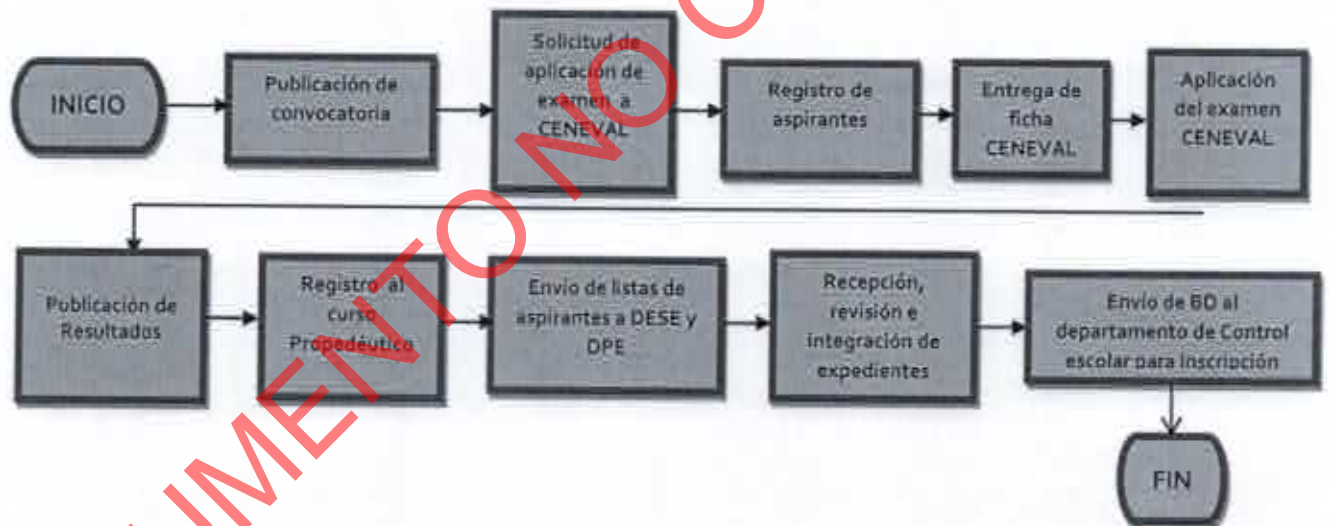 INICIO
Publicación de
convocatoria
Solicitud de
aplicación de
examen a
CENEVAL
Registro de
aspirantes
Entrega de
ficha
CENEVAL
Aplicación
del examen
CENEVAL
Publicación de
Resultados
Registro al
curso
Propedéutico
Envío de listas de
aspirantes a DESE y
DPE
Recepción,
revisión e
integración de
expedientes
Envío de BD al
departamento de Control
escolar para Inscripción
FIN
UMENTO NO